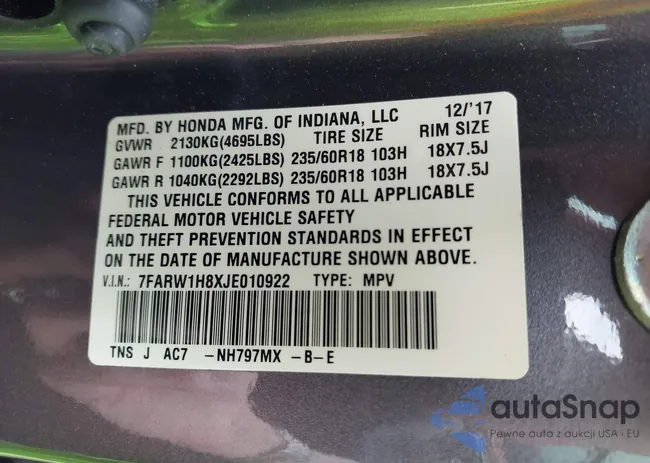 MFD. BY HONDA MFG. OF INDIANA, LLC 12/'17
GVWR 2130KG(4695LBS) TIRE SIZE RIM SIZE
GAWR F 1100KG(2425LBS) 235/60R18 103H 18X7.5J
GAWR R 1040KG(2292LBS) 235/60R18 103H 18X7.5J
THIS VEHICLE CONFORMS TO ALL APPLICABLE
FEDERAL MOTOR VEHICLE SAFETY
AND THEFT PREVENTION STANDARDS IN EFFECT
ON THE DATE OF MANUFACTURE SHOWN ABOVE.
V.I.N.: 7FARW1H8XJE010922 TYPE: MPV
TNS J AC7 -NH797MX -B-E
autaSnap
Pewne auta z aukcji USA i EU